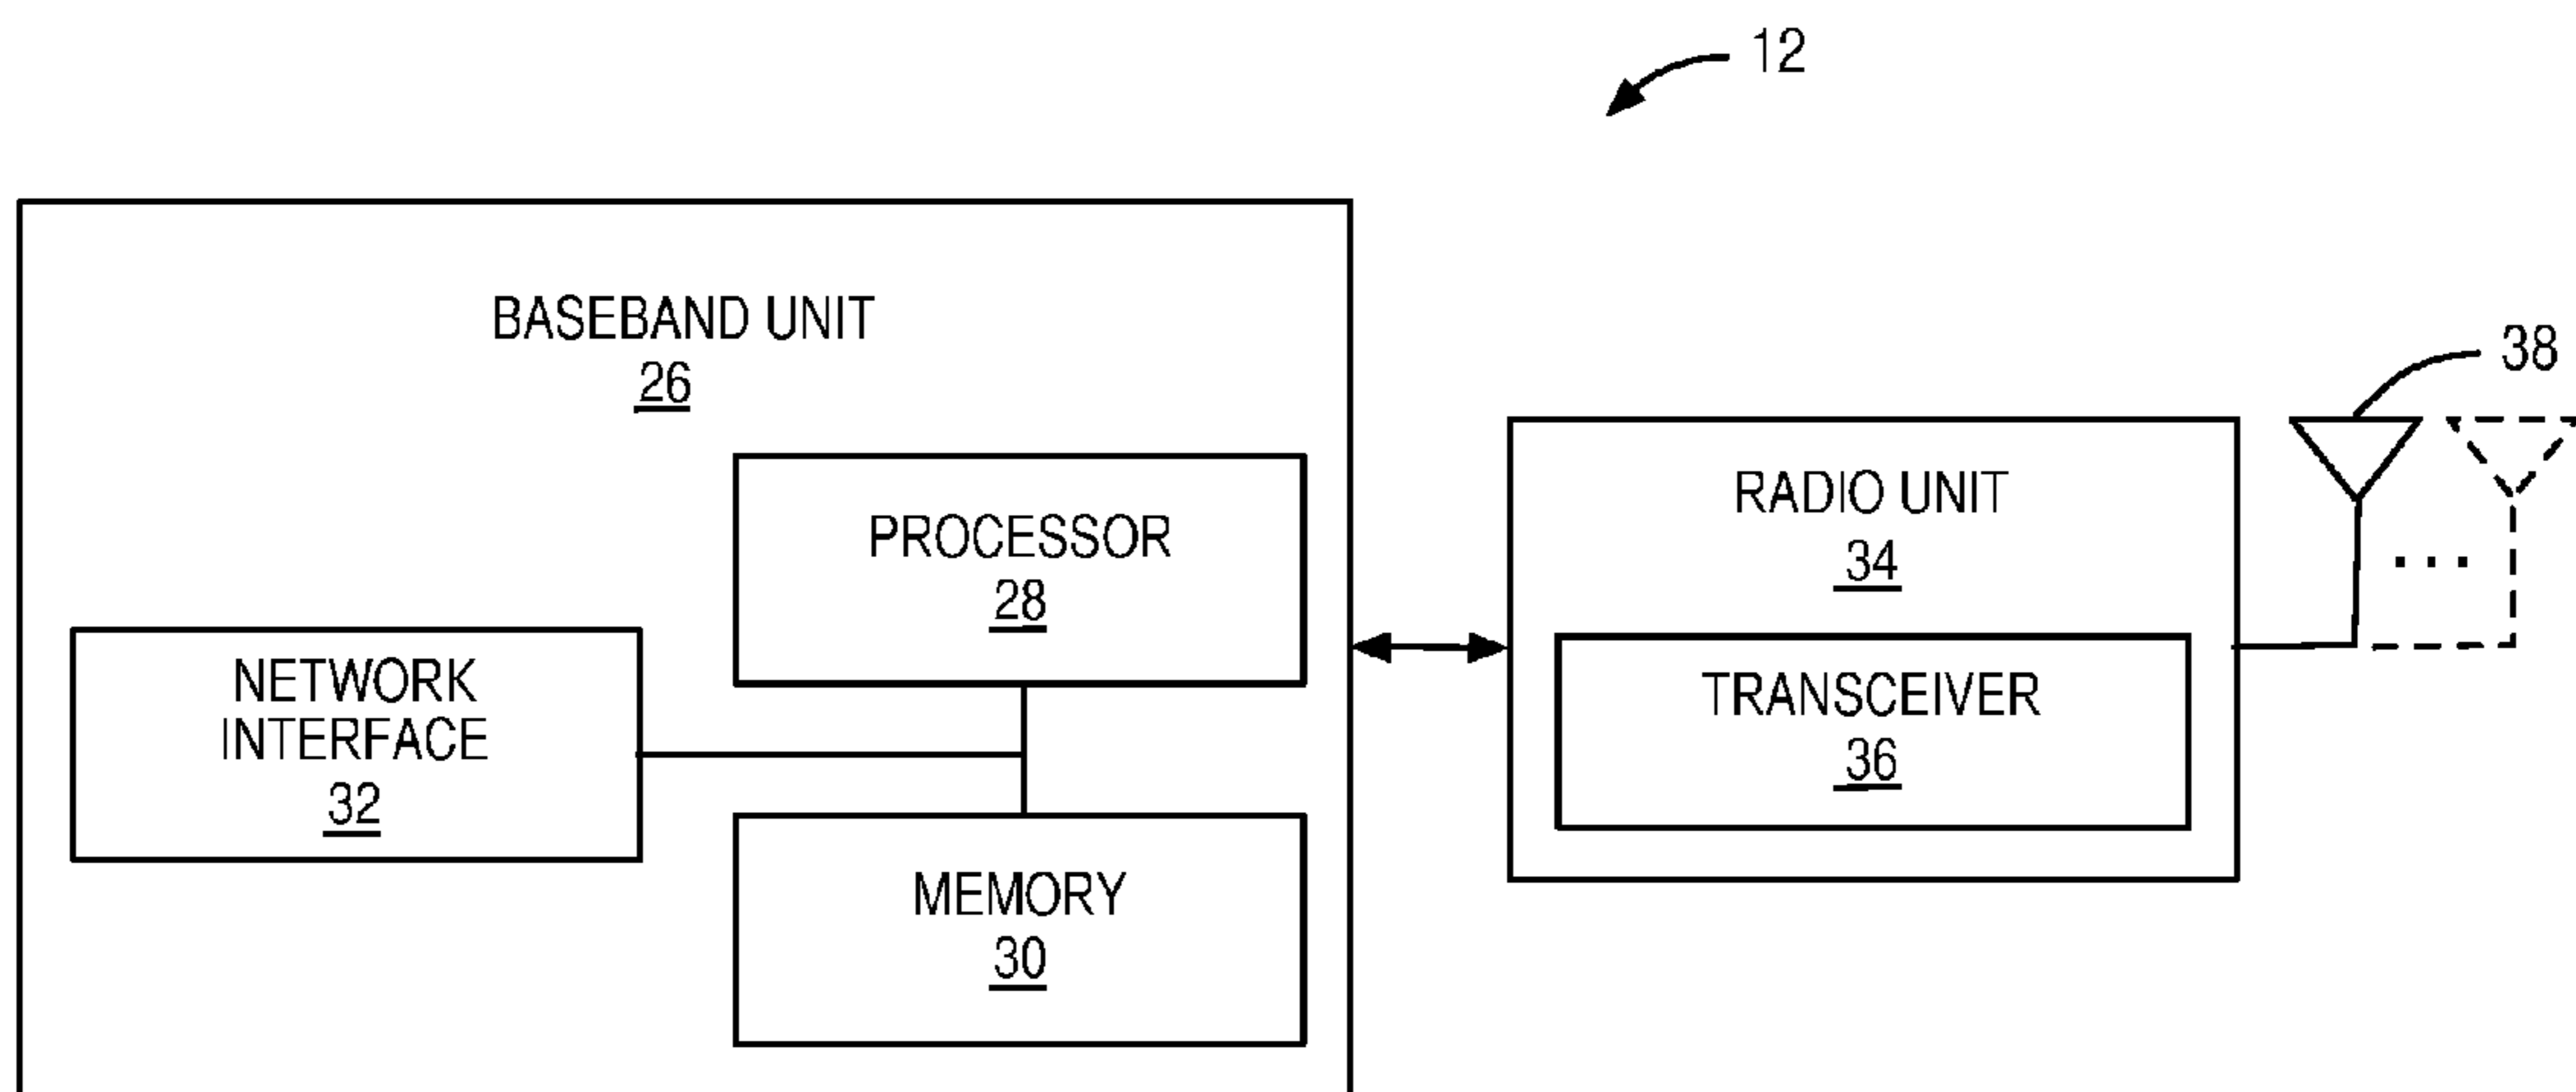 12
BASEBAND UNIT
26
PROCESSOR
28
NETWORK
INTERFACE
32
MEMORY
30
RADIO UNIT
34
TRANSCEIVER
36
38
. . .